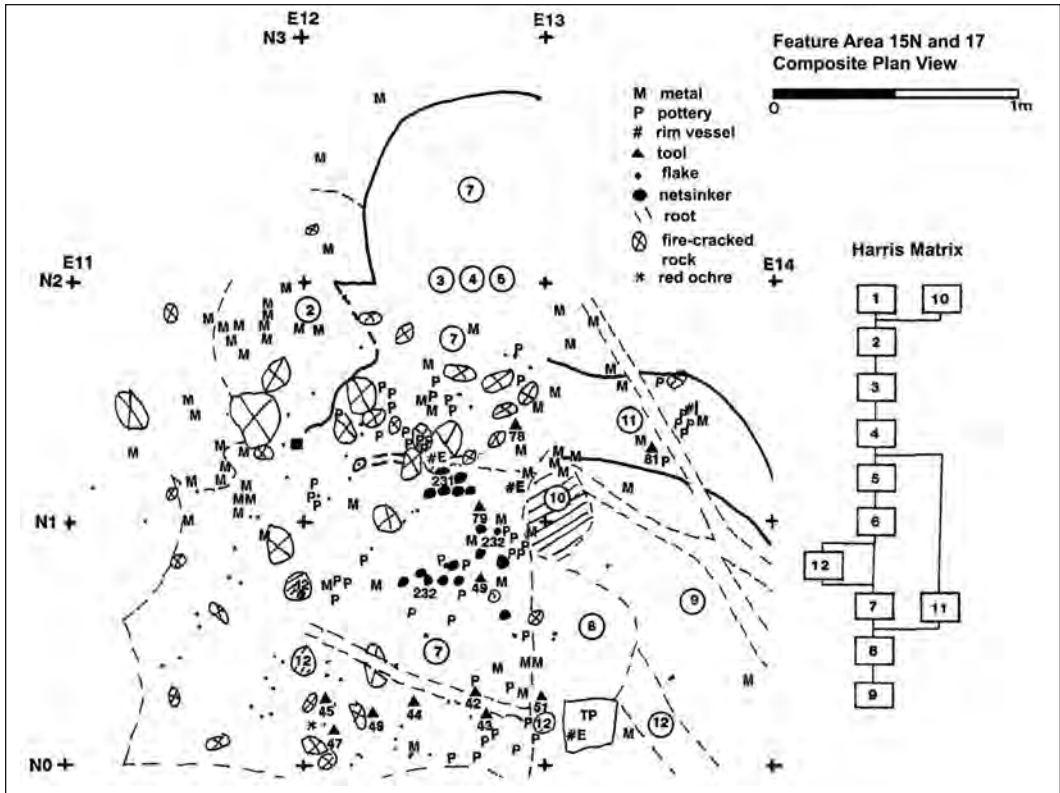 E12
E13
N3
Feature Area 15N and 17
Composite Plan View
0
1m
M metal
P pottery
# rim vessel
tool
flake
netsinker
root
fire-cracked
rock
red ochre
Harris Matrix
E11
N2
E14
M
M
7
M
M
2
3 4 5
M
M
M
M
M
M
M
M
M
M
M
M
M
M
7
M
M
M
M
M
P
P
P
P
P
P
P
P
M
M
M
M
M
M
M
78
M
11
M
81 P
P
#I M
P
P
P
#E
231
#E
M
M
M
M
10
M
M
M
M
M
M
M
M
M
M
P
P
P
P
M
N1
79
M
232
M
P
P
P
P
M
12
P
P
M
P
P
232
P
49
M
P
P
9
8
7
12
P
M M
P
M
M
45
47
48
44
42
43
51
12
TP
#E
M
12
P
P
P
P
P
M
N0
1
10
2
3
4
5
6
12
7
11
8
9